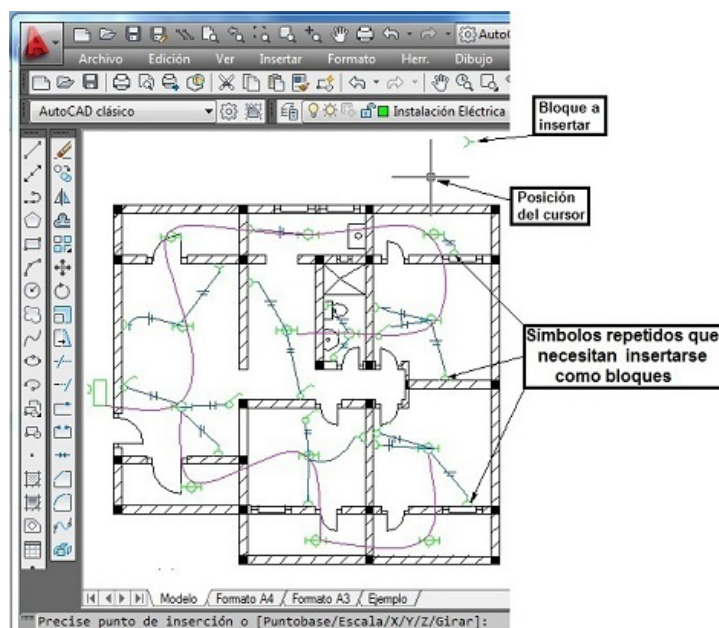 Archivo Edición Ver Insertar Formato Herr. Dibujo
AutoCAD clásico
Instalación Eléctrica
Bloque a
insertar
Posición
del cursor
Símbolos repetidos que
necesitan insertarse
como bloques
Modelo Formato A4 Formato A3 Ejemplo
Precise punto de inserción o [Puntobase/Escala/X/Y/Z/Girar]: